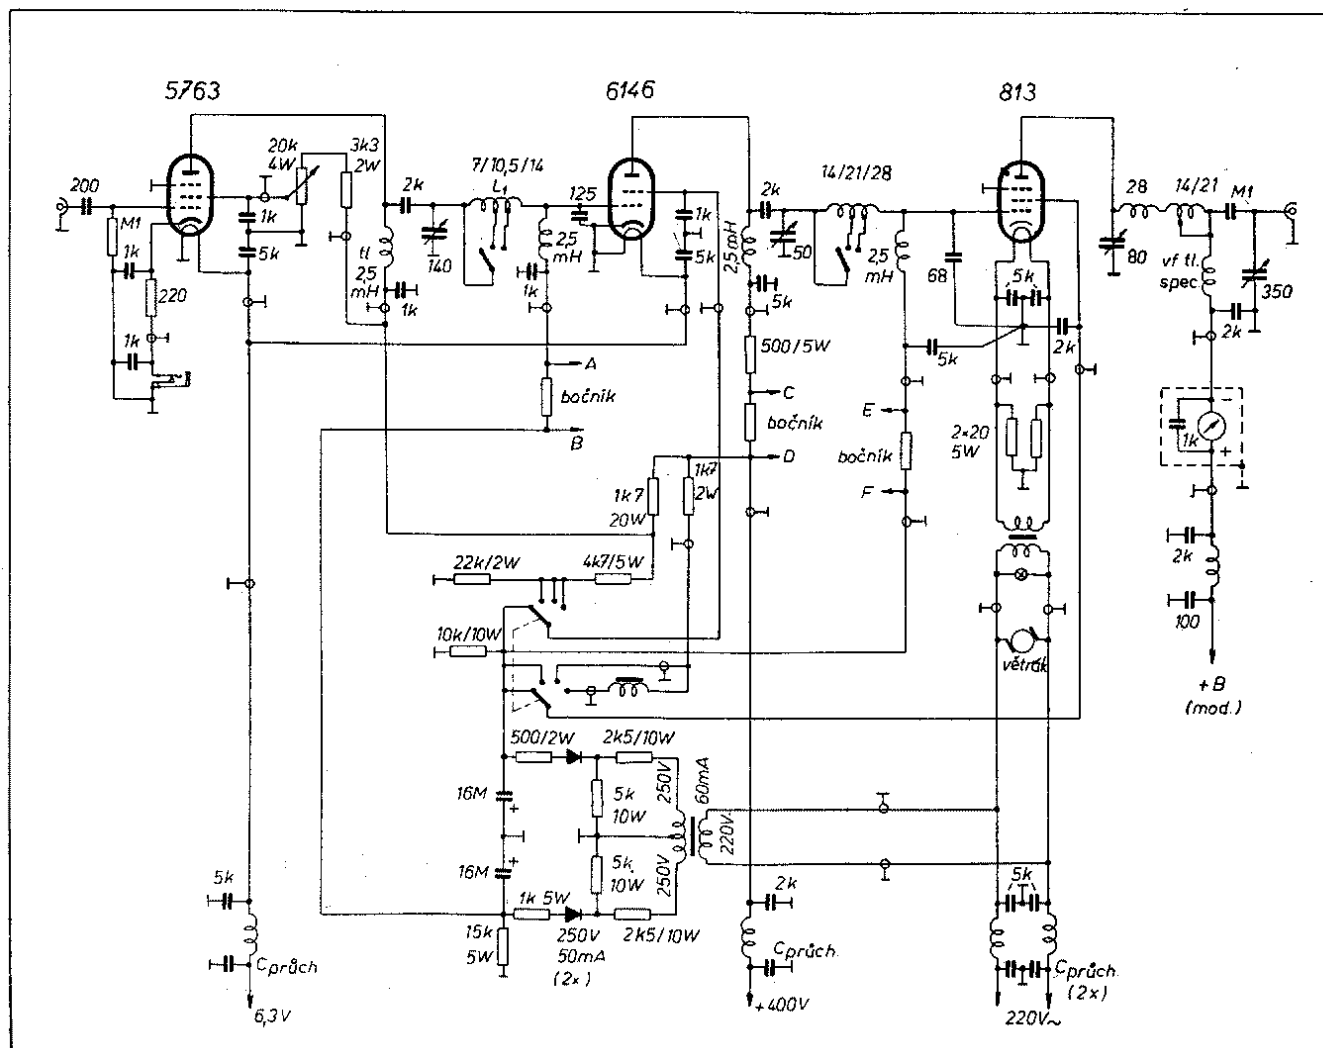 5763
6146
813
20k
4W
3k3
2W
7/10,5/14
L1
14/21/28
28
14/21
M1
200
M1
1k
1k
5k
220
1k
2k
140
tl
2,5
mH
1k
125
2,5
mH
1k
1k
5k
2k
50
2,5mH
5k
2,5
mH
68
5k
5k
2k
80
vf tl.
spec.
350
2k
500/5W
A
bočník
B
C
bočník
D
E
bočník
F
2×20
5W
1k
-
+
1k7
20W
1k7
2W
22k/2W
4k7/5W
10k/10W
2k
100
větrák
+B
(mod.)
500/2W
2k5/10W
16M
+
5k
10W
250V
60mA
220V
16M
+
5k
10W
250V
5k
1k 5W
2k5/10W
15k
5W
250V
50mA
(2x)
2k
5k
Cprůch
Cprůch.
Cprůch.
(2x)
6,3V
+400V
220V~